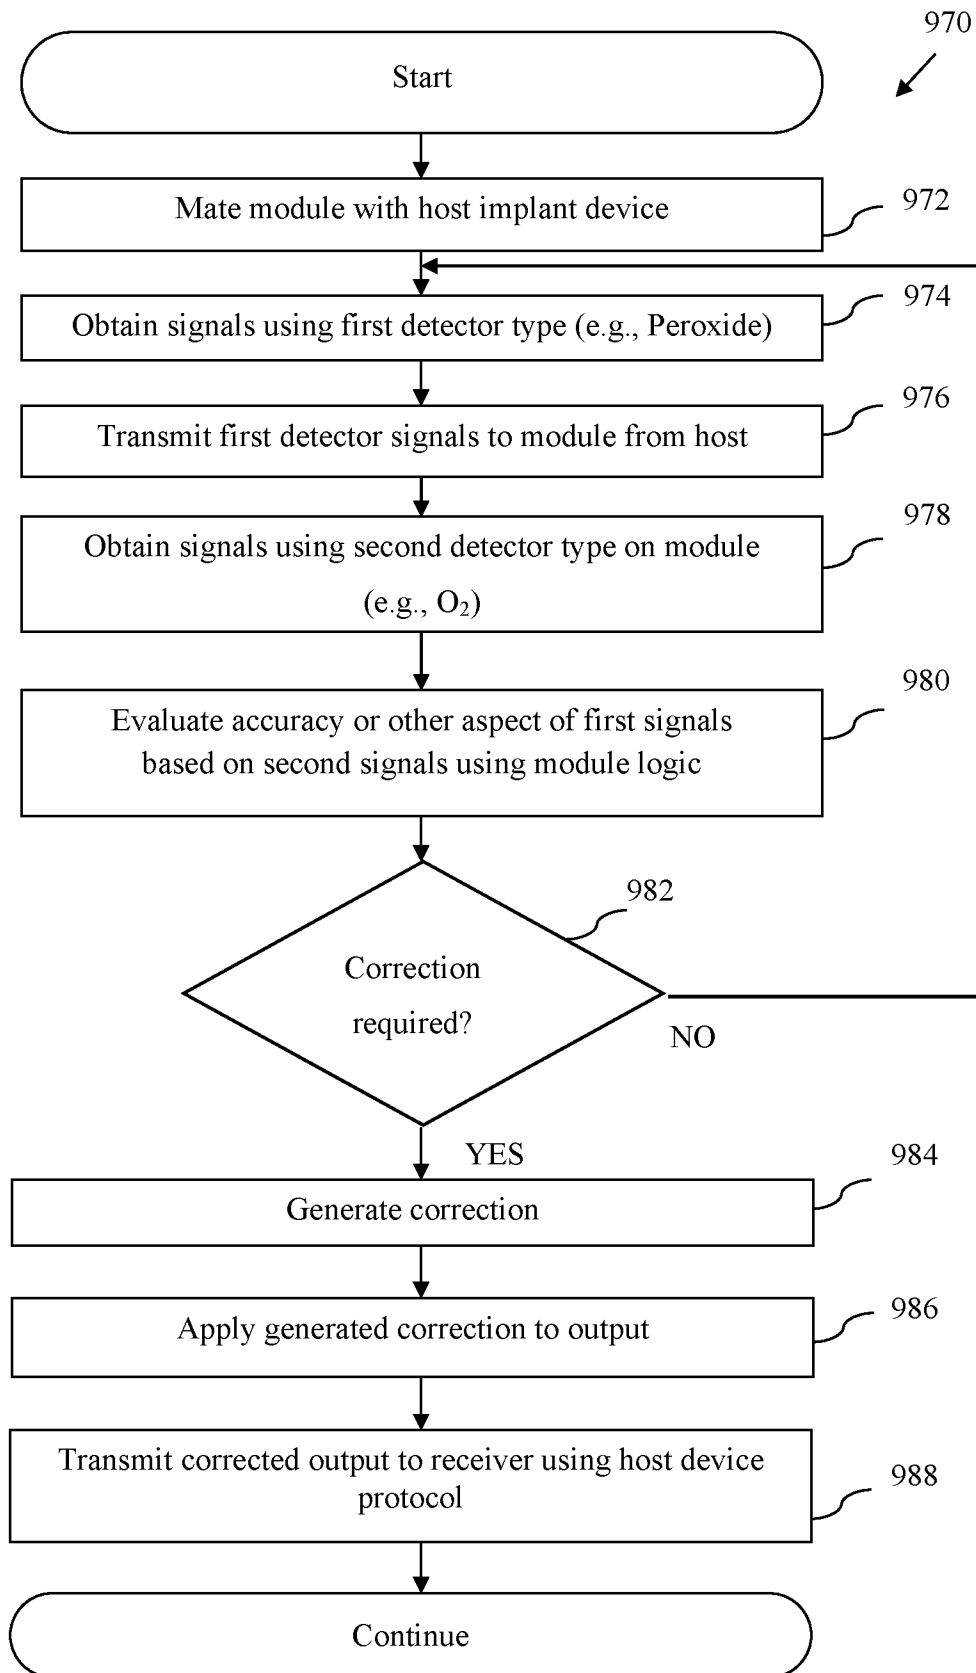 970
Start
Mate module with host implant device
972
974
Obtain signals using first detector type (e.g., Peroxide)
976
Transmit first detector signals to module from host
978
Obtain signals using second detector type on module
(e.g., O₂)
980
Evaluate accuracy or other aspect of first signals
based on second signals using module logic
982
Correction
required?
NO
YES
984
Generate correction
986
Apply generated correction to output
Transmit corrected output to receiver using host device
protocol
988
Continue